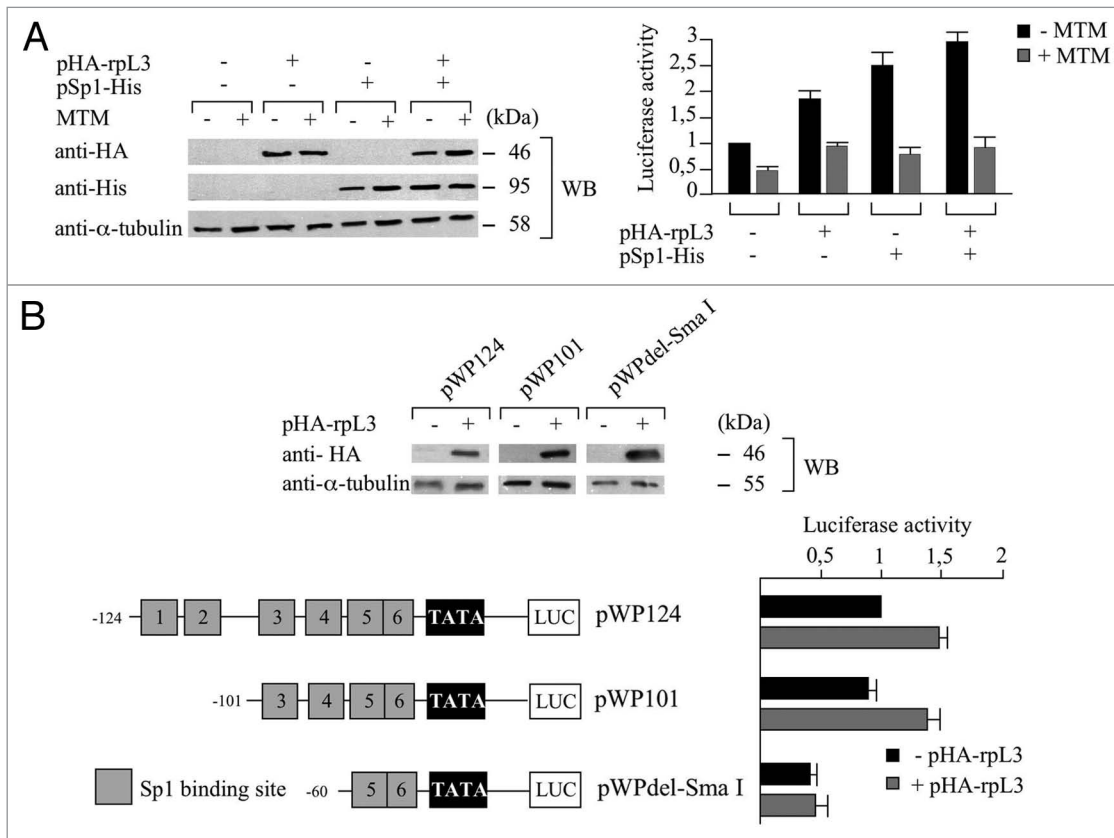 A
pHA-rpL3 - + - +
pSp1-His - - + +
MTM - + - + - + - + (kDa)
anti-HA – 46
anti-His – 95
anti-α-tubulin – 58
WB
Luciferase activity
3
2,5
2
1,5
1
0,5
0
- MTM
+ MTM
pHA-rpL3 - + - +
pSp1-His - - + +
B
pWP124 pWP101 pWPdel-Sma I
pHA-rpL3 - + - + - + (kDa)
anti- HA – 46
anti-α-tubulin – 55
WB
Luciferase activity
0,5 1 1,5 2
-124 1 2 3 4 5 6 TATA LUC pWP124
-101 3 4 5 6 TATA LUC pWP101
Sp1 binding site -60 5 6 TATA LUC pWPdel-Sma I
- pHA-rpL3
+ pHA-rpL3